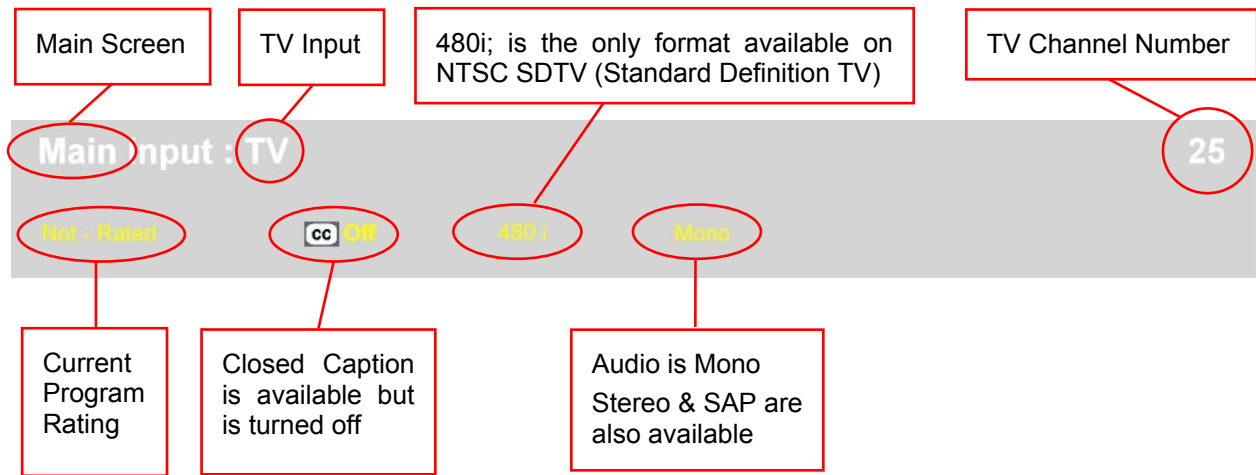 Main Screen
TV Input
480i; is the only format available on
NTSC SDTV (Standard Definition TV)
TV Channel Number
Main Input : TV
25
Not - Rated
cc Off
480 i
Mono
Current
Program
Rating
Closed Caption
is available but
is turned off
Audio is Mono
Stereo & SAP are
also available